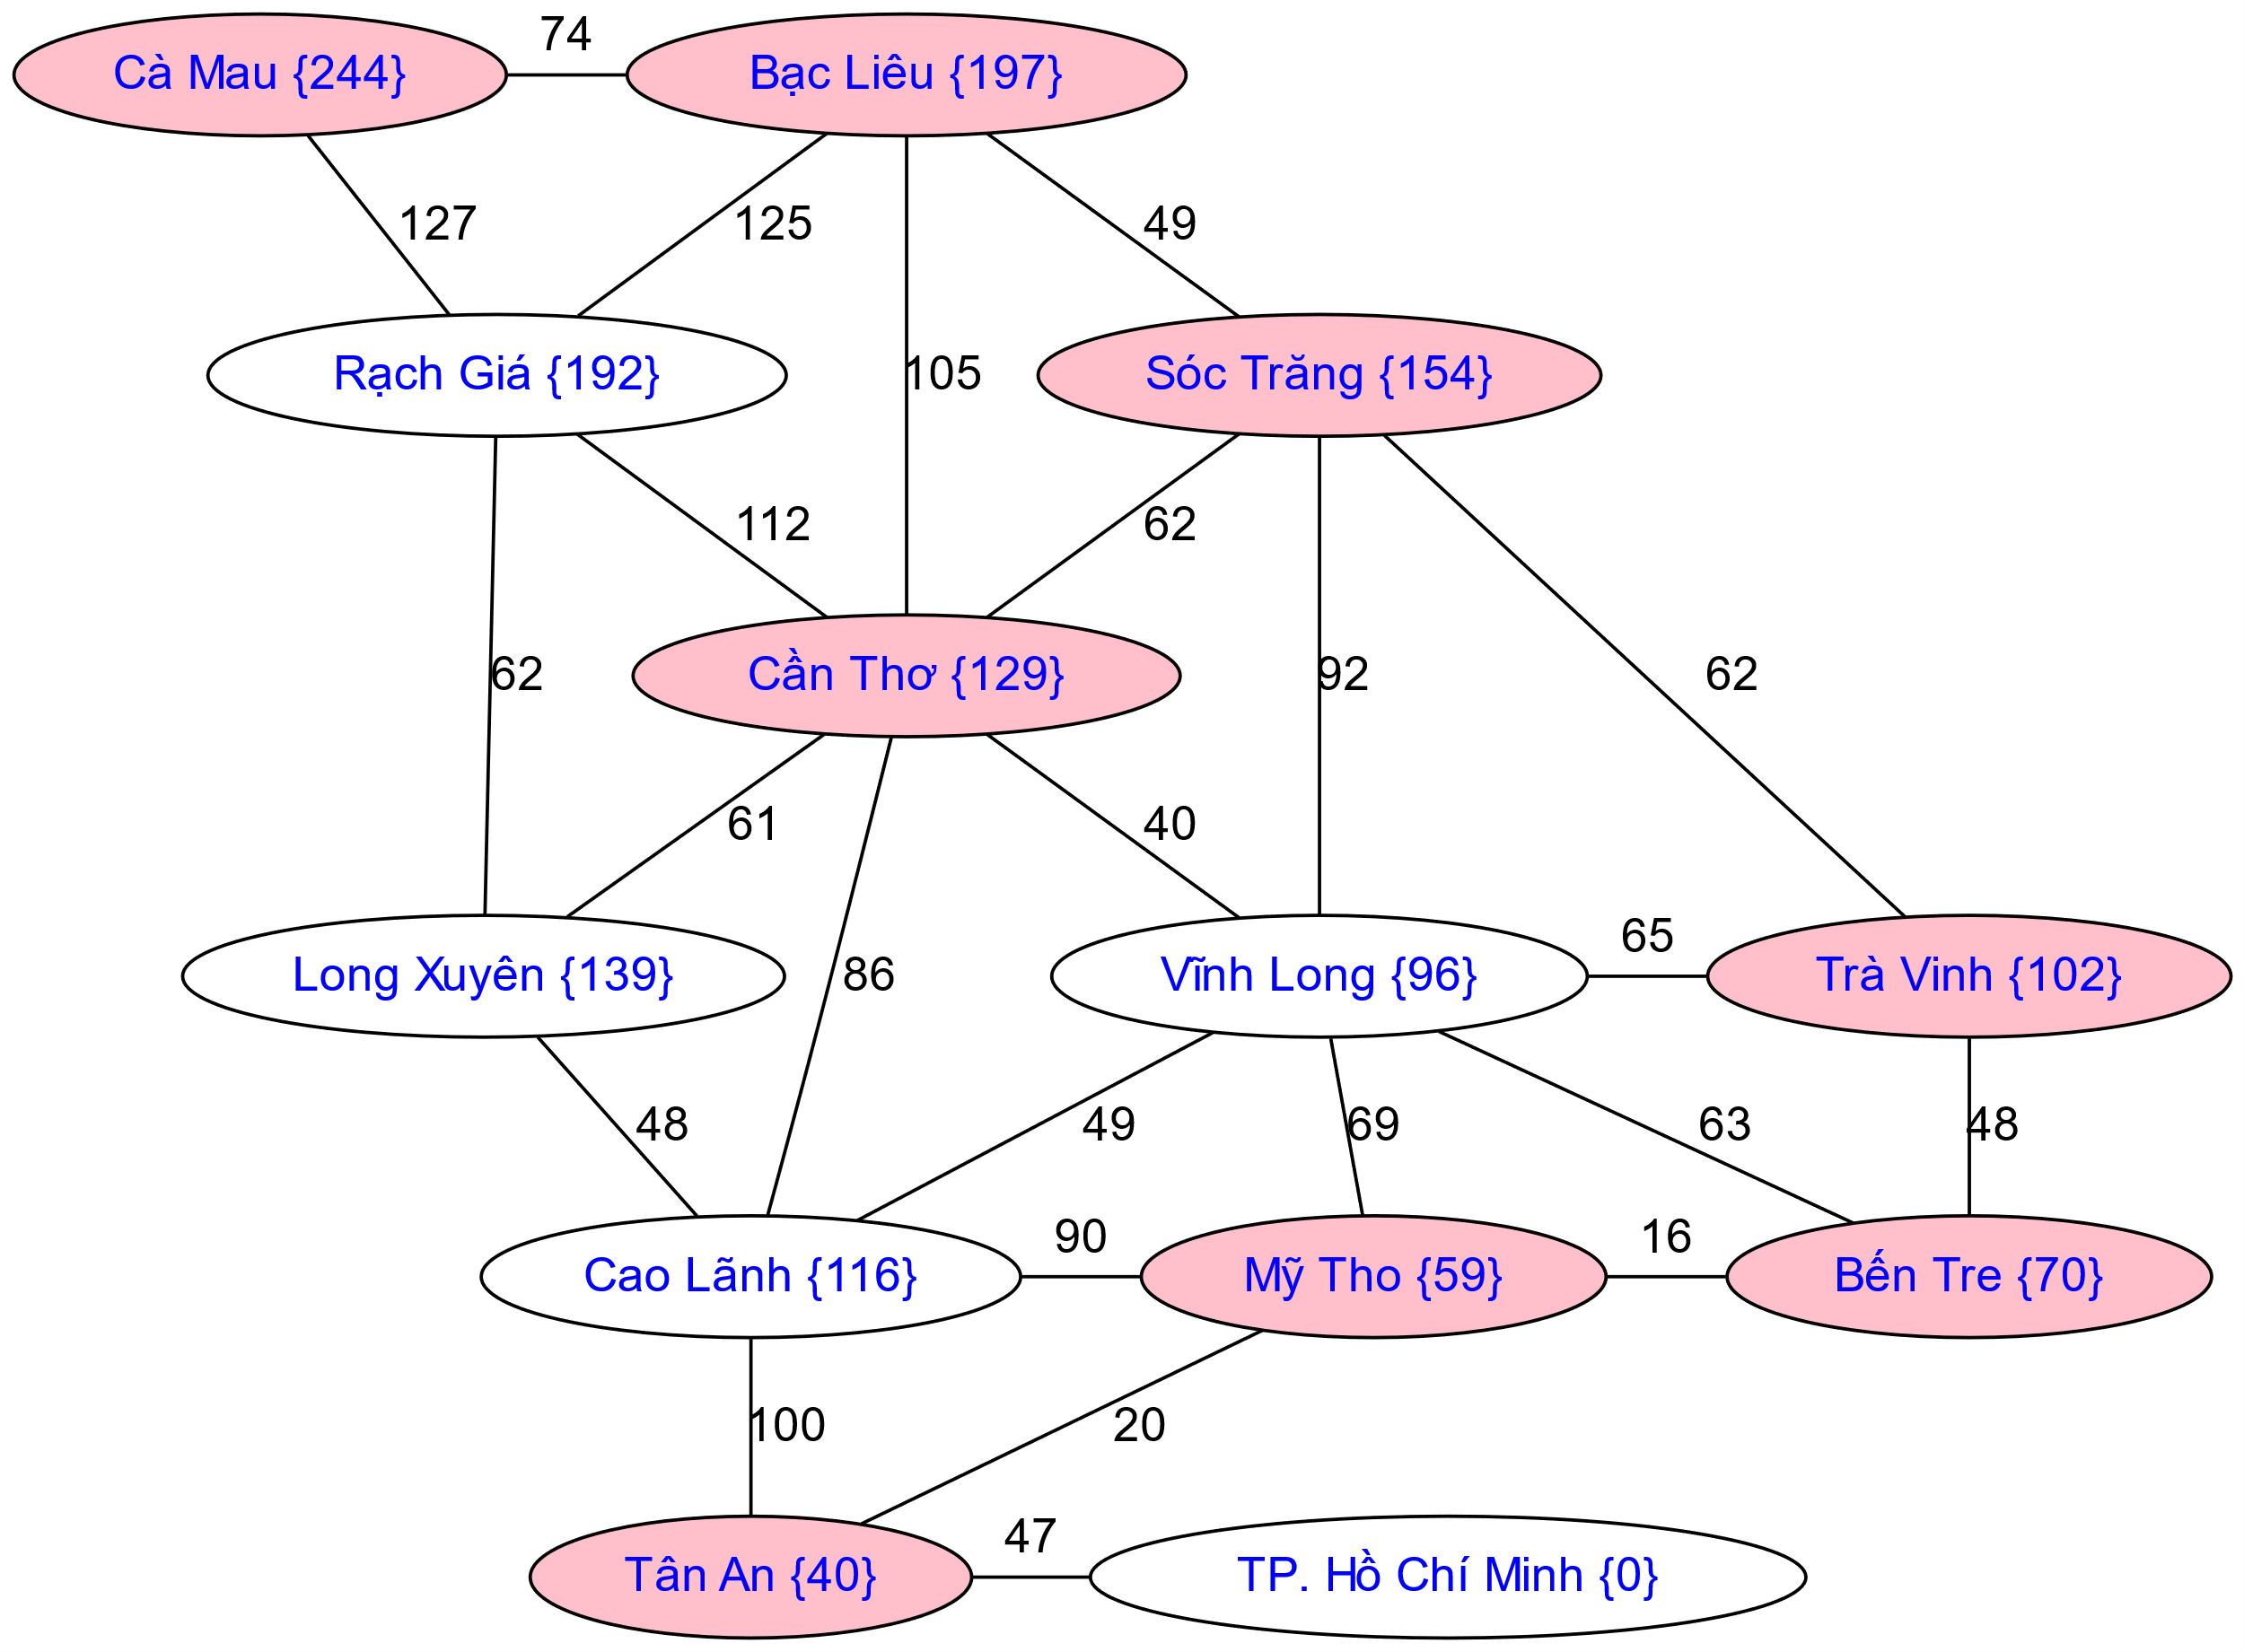 74
Cà Mau {244}
Bạc Liêu {197}
127
125
49
Rạch Giá {192}
105
Sóc Trăng {154}
112
62
62
Cần Thơ {129}
92
62
61
40
65
Long Xuyên {139}
86
Vĩnh Long {96}
Trà Vinh {102}
48
49
69
63
48
90
16
Cao Lãnh {116}
Mỹ Tho {59}
Bến Tre {70}
100
20
47
Tân An {40}
TP. Hồ Chí Minh {0}